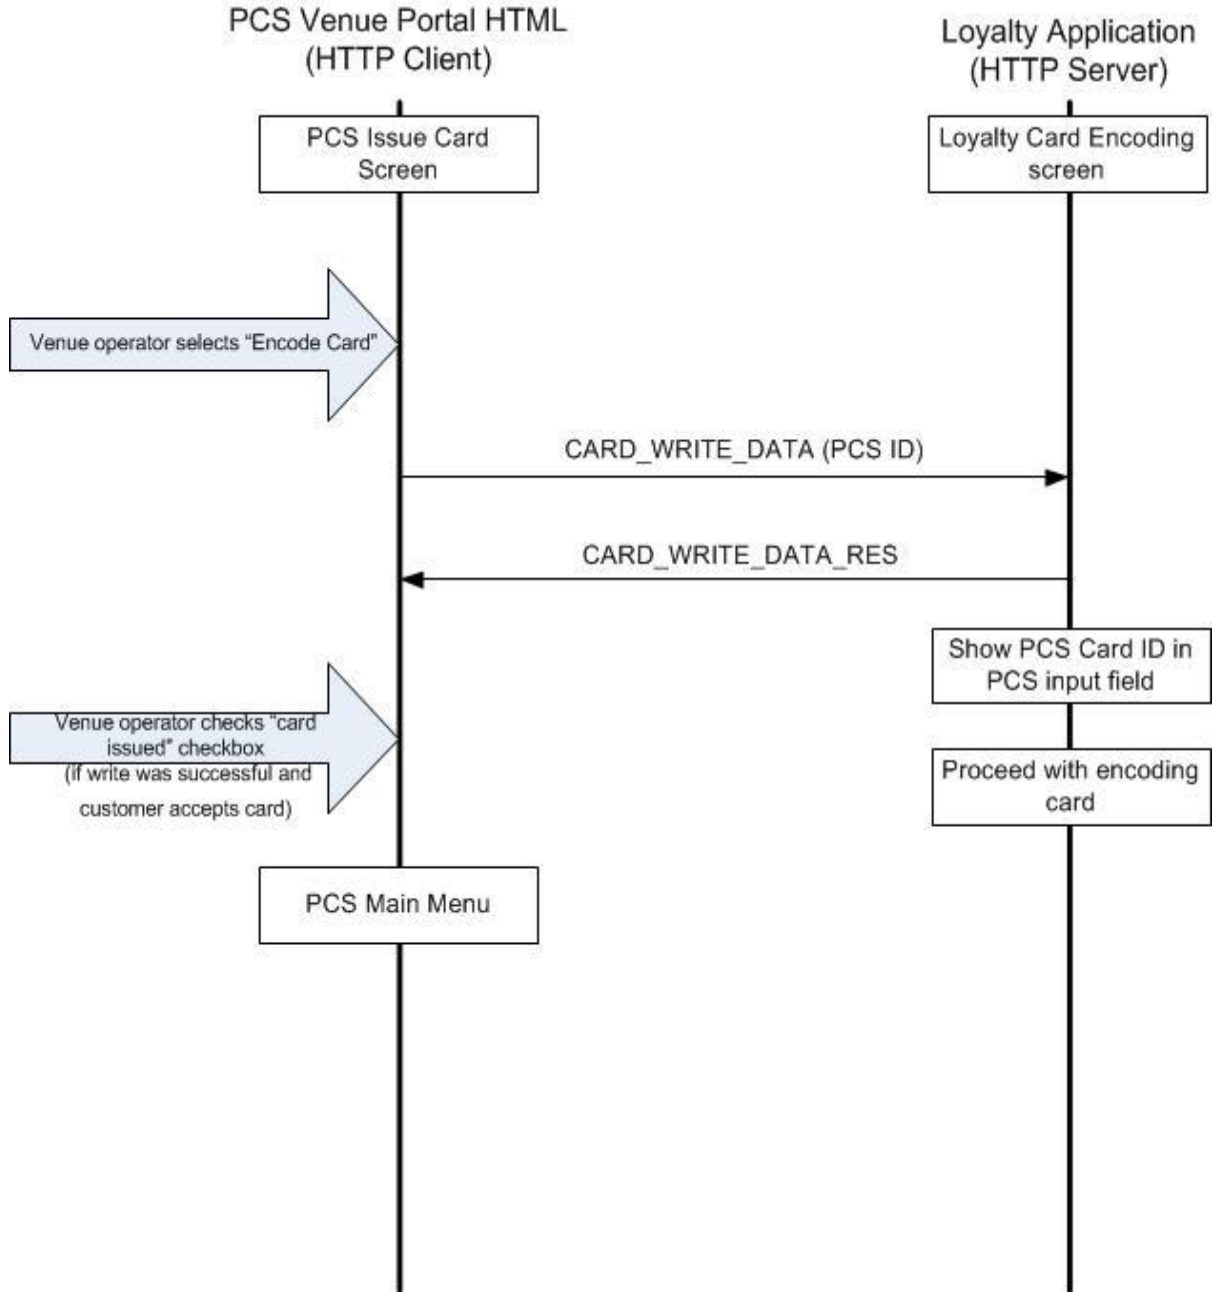 PCS Venue Portal HTML
(HTTP Client)
Loyalty Application
(HTTP Server)
PCS Issue Card
Screen
Loyalty Card Encoding
screen
Venue operator selects “Encode Card”
CARD_WRITE_DATA (PCS ID)
CARD_WRITE_DATA_RES
Show PCS Card ID in
PCS input field
Venue operator checks “card
issued” checkbox
(if write was successful and
customer accepts card)
Proceed with encoding
card
PCS Main Menu